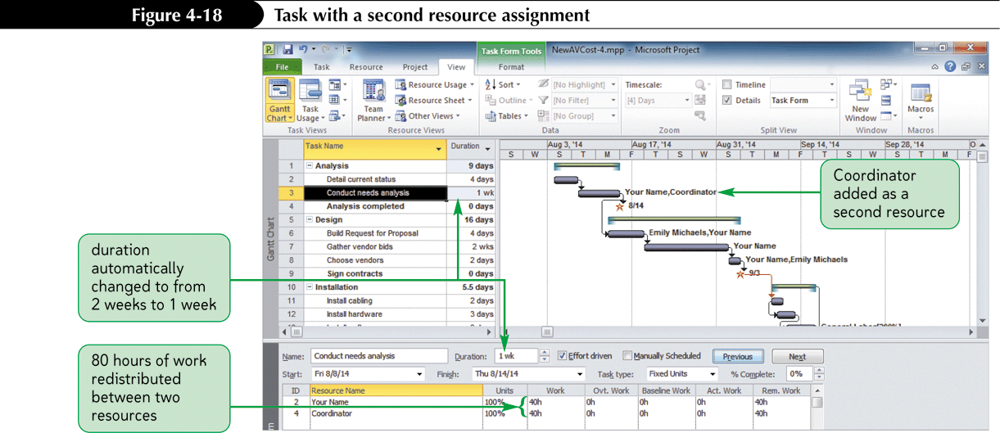 Figure 4-18 Task with a second resource assignment
Task Form Tools NewAVCost-4.mpp - Microsoft Project
File Task Resource Project View Format
Gantt Chart
Task Usage
Team Planner
Resource Usage
Resource Sheet
Other Views
Sort
Outline
Tables
[No Highlight]
[No Filter]
[No Group]
Timescale:
[4] Days
Timeline
Details Task Form
New Window
Macros
Task Views Resource Views Data Zoom Split View Window Macros
Task Name Duration
Aug 3, '14 Aug 17, '14 Aug 31, '14 Sep 14, '14 Sep 28, '14 O
S W S T M F T S W S T M F T S W S T M F
1 Analysis 9 days
2 Detail current status 4 days
3 Conduct needs analysis 1 wk
4 Analysis completed 0 days
5 Design 16 days
6 Build Request for Proposal 4 days
7 Gather vendor bids 2 wks
8 Choose vendors 2 days
9 Sign contracts 0 days
10 Installation 5.5 days
11 Install cabling 2 days
12 Install hardware 3 days
Gantt Chart
Your Name,Coordinator
8/14
Emily Michaels,Your Name
Your Name
Your Name,Emily Michaels
9/3
Coordinator
added as a
second resource
duration
automatically
changed to from
2 weeks to 1 week
80 hours of work
redistributed
between two
resources
Name: Conduct needs analysis Duration: 1 wk Effort driven Manually Scheduled Previous Next
Start: Fri 8/8/14 Finish: Thu 8/14/14 Task type: Fixed Units % Complete: 0%
ID Resource Name Units Work Ovt. Work Baseline Work Act. Work Rem. Work
2 Your Name 100% 40h 0h 0h 0h 40h
4 Coordinator 100% 40h 0h 0h 0h 40h